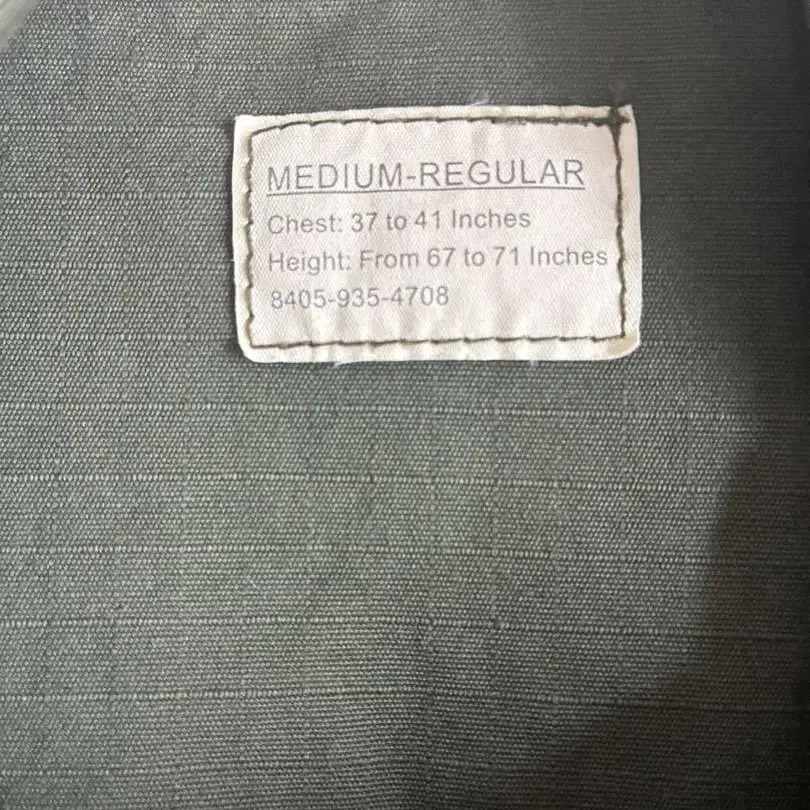 MEDIUM-REGULAR
Chest: 37 to 41 Inches
Height: From 67 to 71 Inches
8405-935-4708